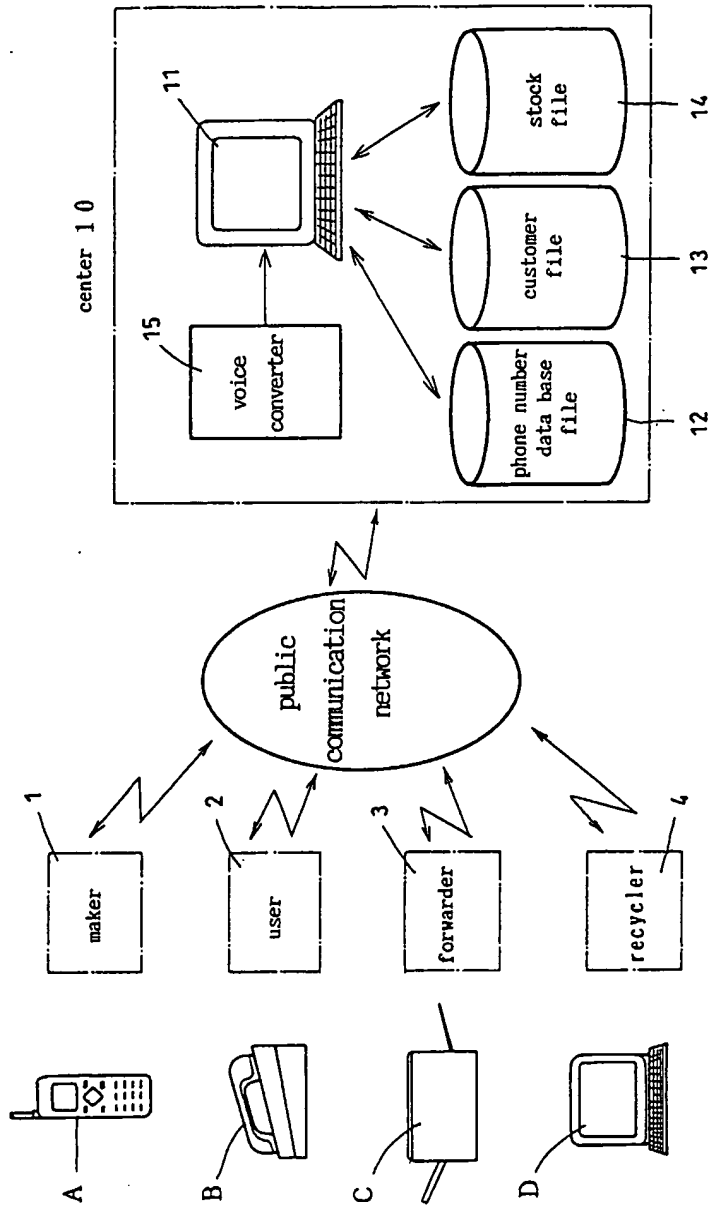 center 10
11
15
voice
converter
phone number
data base
file
customer
file
stock
file
12
13
14
public
communication
network
1
maker
2
user
3
forwarder
4
recycler
A
B
C
D